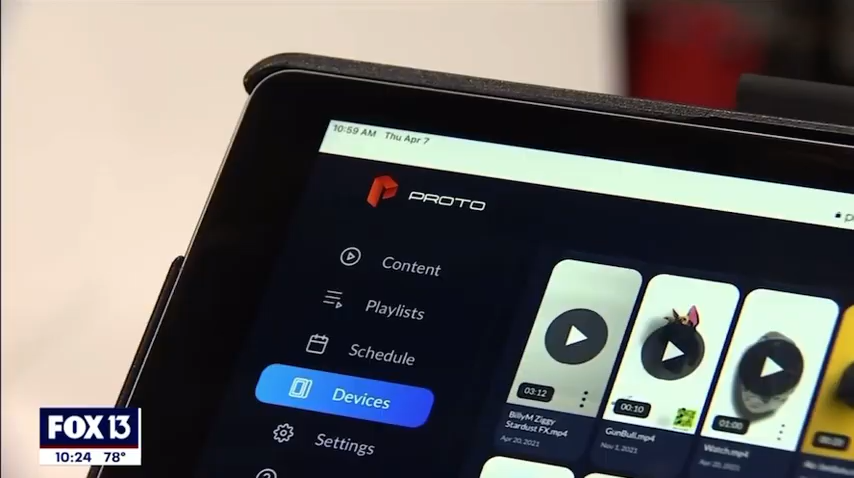 10:59 AM Thu Apr 7
PROTO
Content
Playlists
Schedule
Devices
Settings
03:12
BillyM Ziggy
Stardust FX.mp4
Apr 20, 2021
00:10
GunBull.mp4
Nov 1, 2021
01:00
Watch.mp4
Apr 20, 2021
FOX 13
10:24 78°